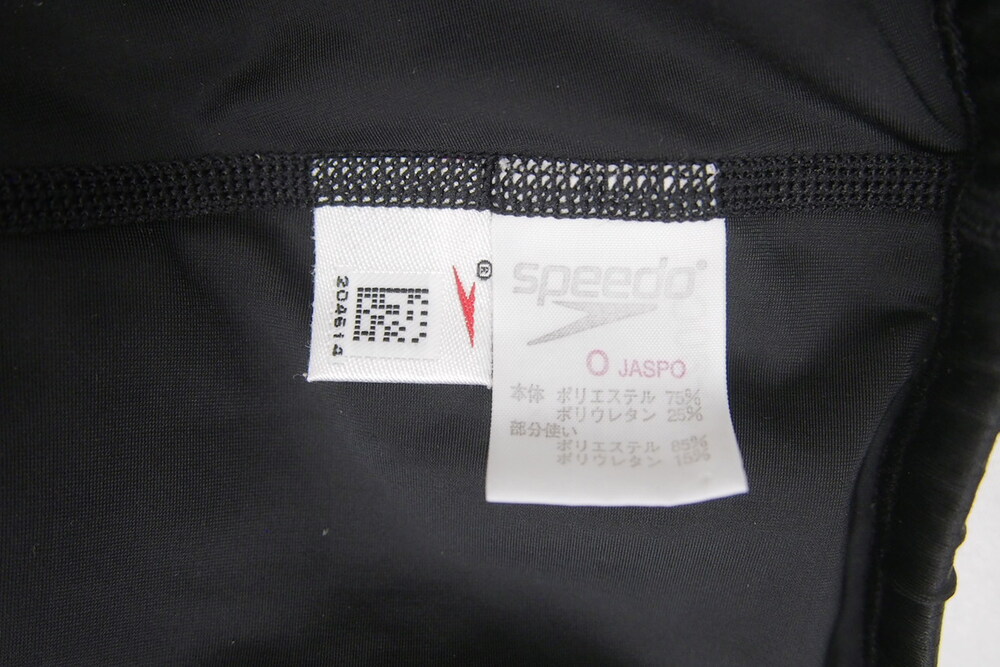 204614
®
speedo
O JASPO
本体 ポリエステル 75%
ポリウレタン 25%
部分使い
ポリエステル 85%
ポリウレタン 15%